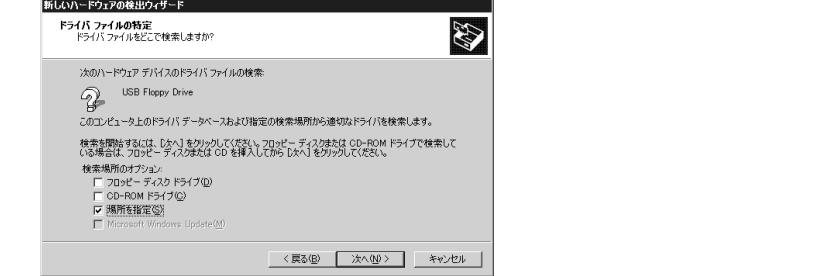 新しいハードウェアの検出ウィザード
ドライバ ファイルの特定
ドライバ ファイルをどこで検索しますか?
次のハードウェア デバイスのドライバ ファイルの検索:
USB Floppy Drive
このコンピュータ上のドライバ データベースおよび指定の検索場所から適切なドライバを検索します。
検索を開始するには、[次へ] をクリックしてください。フロッピー ディスクまたは CD-ROM ドライブで検索して
いる場合は、フロッピー ディスクまたは CD を挿入してから [次へ] をクリックしてください。
検索場所のオプション:
フロッピー ディスク ドライブ(D)
CD-ROM ドライブ(C)
場所を指定(S)
Microsoft Windows Update(M)
< 戻る(B) 次へ(N) > キャンセル